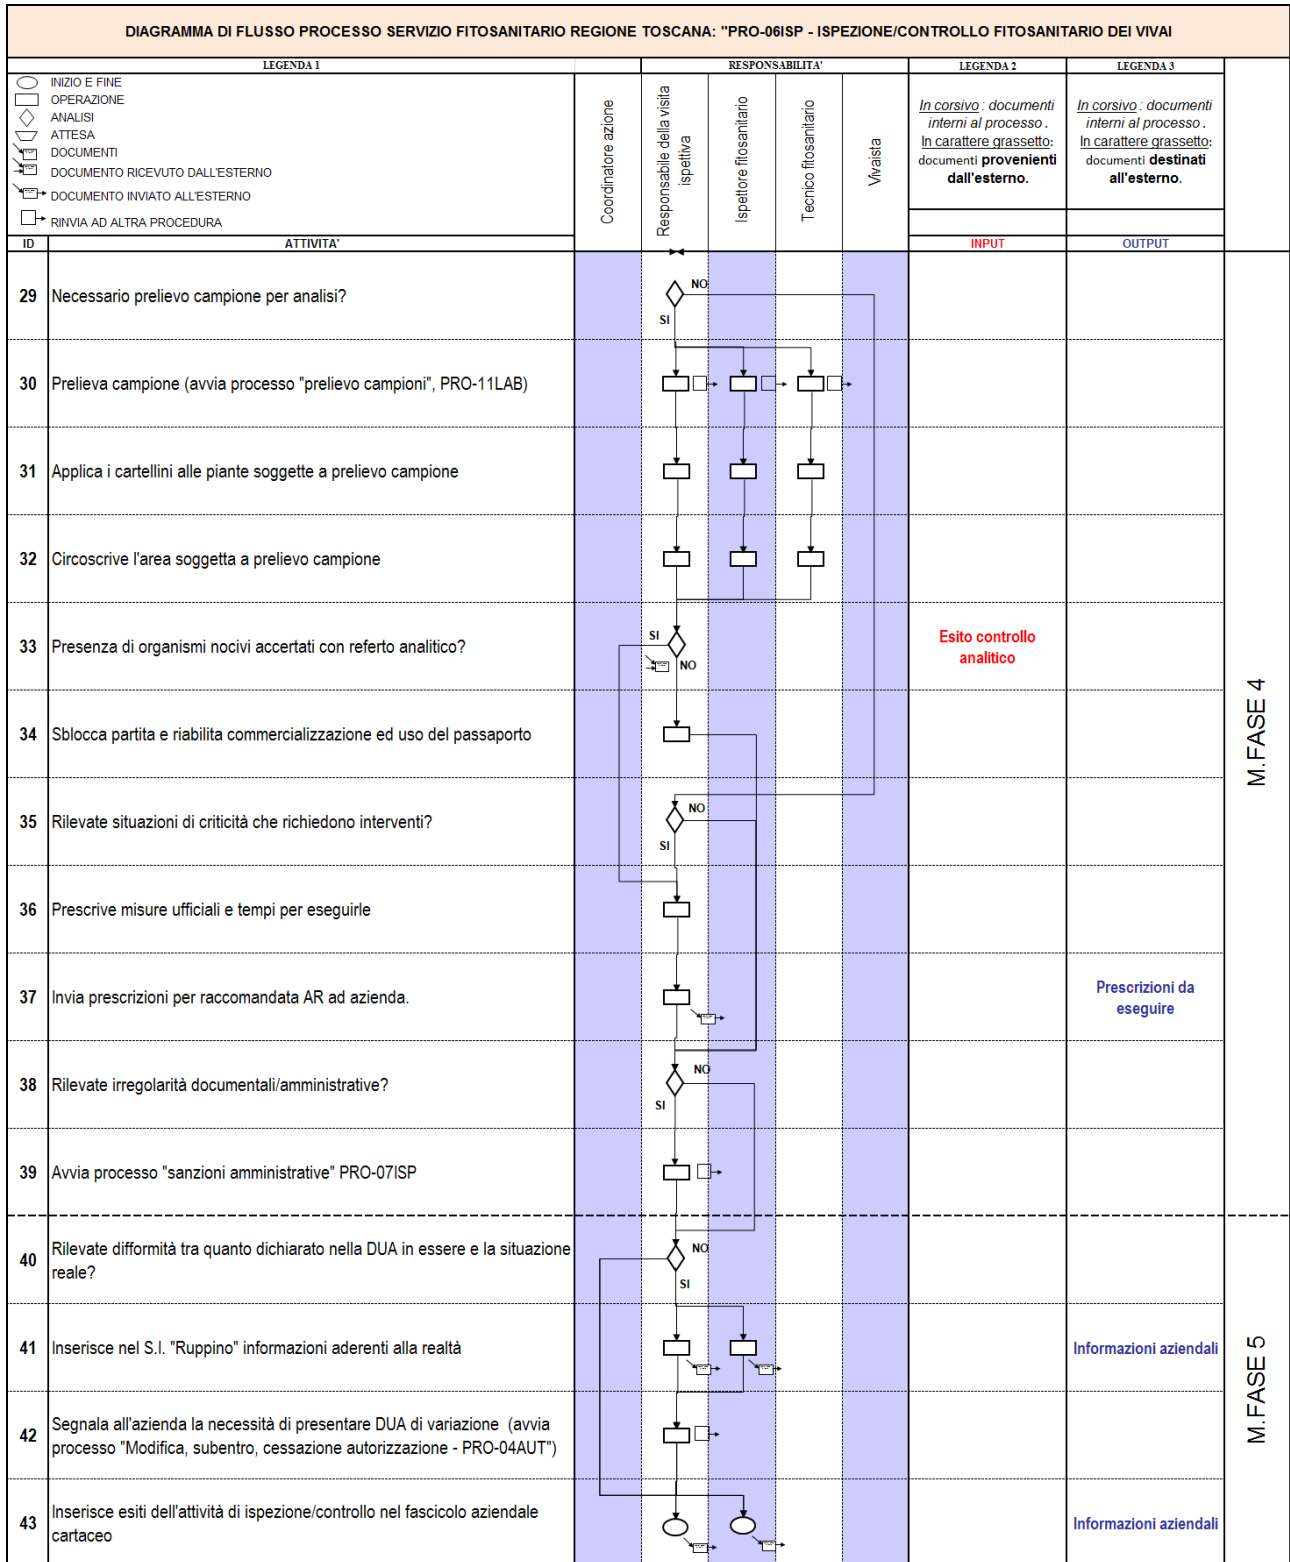 DIAGRAMMA DI FLUSSO PROCESSO SERVIZIO FITOSANITARIO REGIONE TOSCANA: "PRO-06ISP - ISPEZIONE/CONTROLLO FITOSANITARIO DEI VIVAI
LEGENDA 1
RESPONSABILITA'
LEGENDA 2
LEGENDA 3
INIZIO E FINE
OPERAZIONE
ANALISI
ATTESA
DOCUMENTI
DOCUMENTO RICEVUTO DALL'ESTERNO
DOCUMENTO INVIATO ALL'ESTERNO
RINVIA AD ALTRA PROCEDURA
Coordinatore azione
Responsabile della visita
ispettiva
Ispettore fitosanitario
Tecnico fitosanitario
Vivaista
In corsivo : documenti
interni al processo .
In carattere grassetto:
documenti provenienti
dall'esterno.
In corsivo : documenti
interni al processo .
In carattere grassetto:
documenti destinati
all'esterno.
ID
ATTIVITA'
INPUT
OUTPUT
29
Necessario prelievo campione per analisi?
NO
SI
30
Prelieva campione (avvia processo "prelievo campioni", PRO-11LAB)
31
Applica i cartellini alle piante soggette a prelievo campione
32
Circoscrive l'area soggetta a prelievo campione
33
Presenza di organismi nocivi accertati con referto analitico?
SI
NO
Esito controllo
analitico
34
Sblocca partita e riabilita commercializzazione ed uso del passaporto
M.FASE 4
35
Rilevate situazioni di criticità che richiedono interventi?
NO
SI
36
Prescrive misure ufficiali e tempi per eseguirle
37
Invia prescrizioni per raccomandata AR ad azienda.
Prescrizioni da
eseguire
38
Rilevate irregolarità documentali/amministrative?
NO
SI
39
Avvia processo "sanzioni amministrative" PRO-07ISP
40
Rilevate difformità tra quanto dichiarato nella DUA in essere e la situazione
reale?
NO
SI
41
Inserisce nel S.I. "Ruppino" informazioni aderenti alla realtà
Informazioni aziendali
M.FASE 5
42
Segnala all'azienda la necessità di presentare DUA di variazione (avvia
processo "Modifica, subentro, cessazione autorizzazione - PRO-04AUT")
43
Inserisce esiti dell'attività di ispezione/controllo nel fascicolo aziendale
cartaceo
Informazioni aziendali